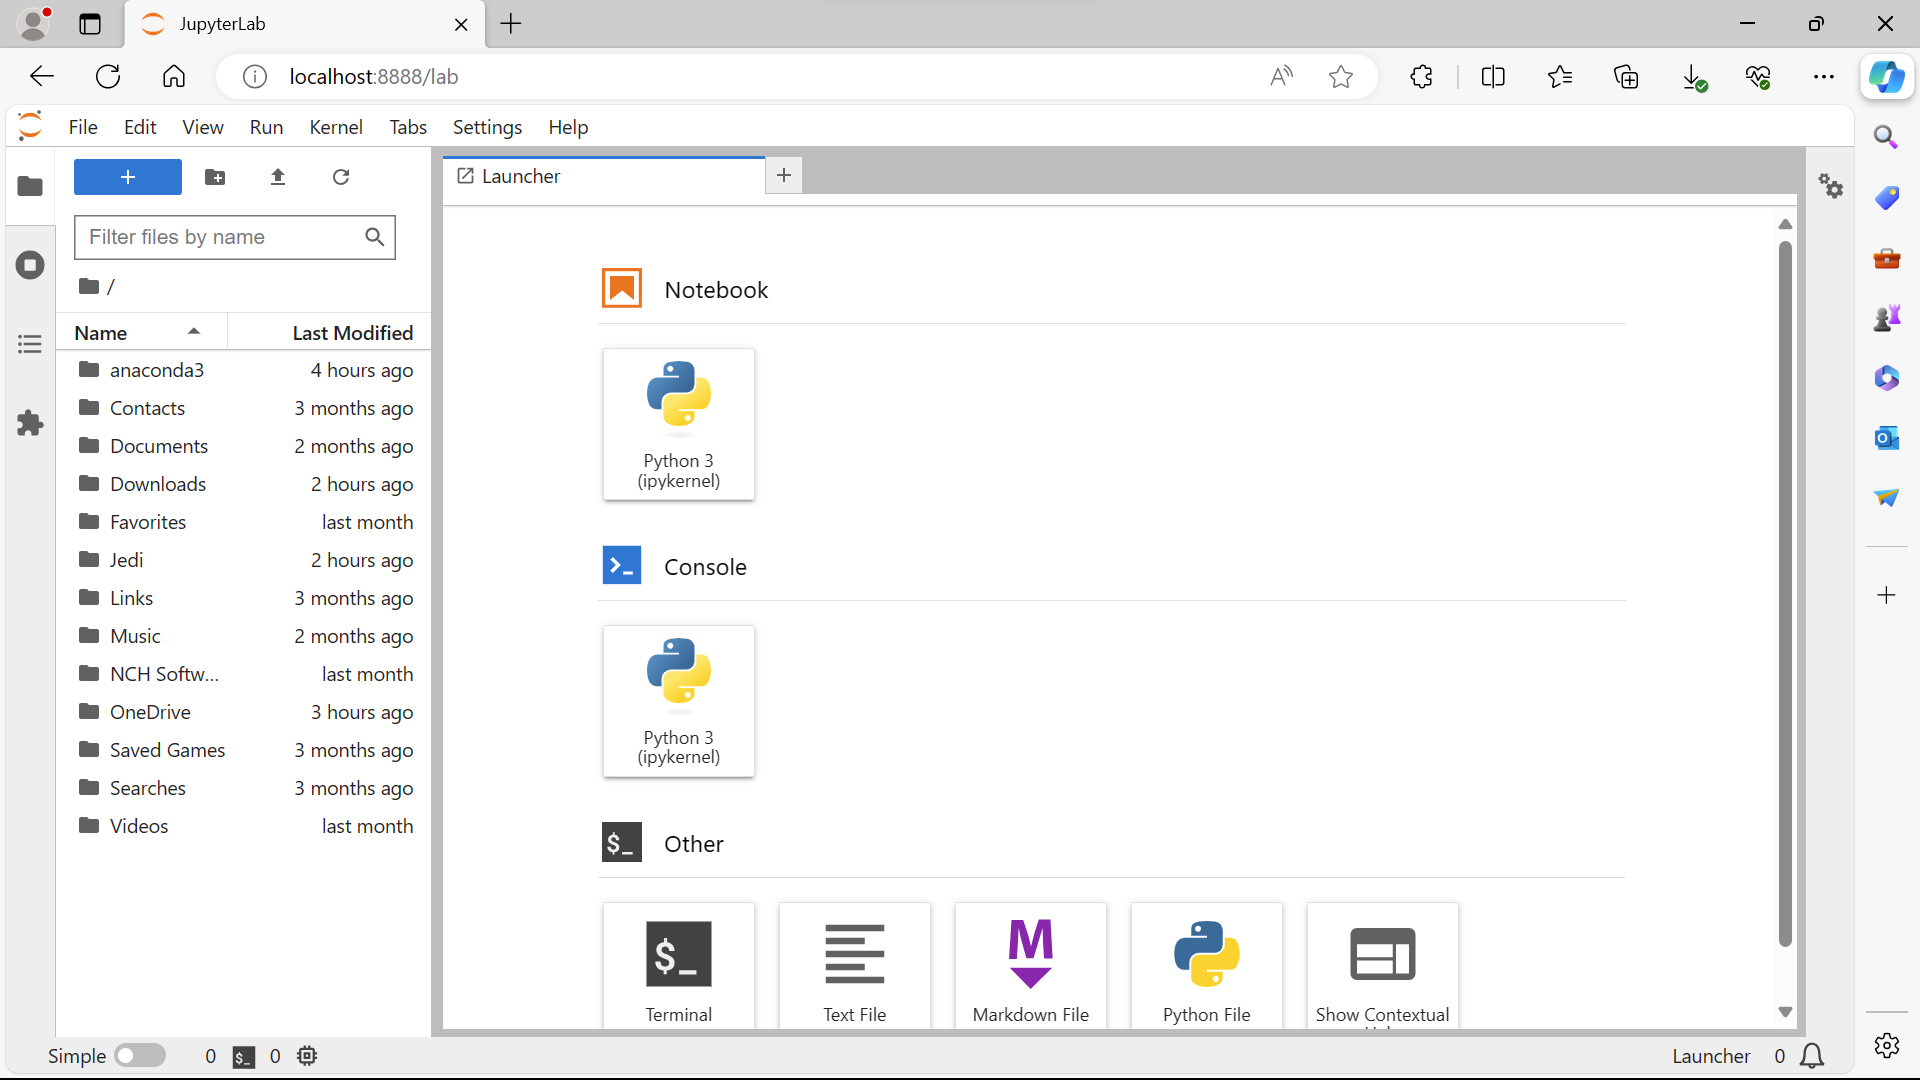 JupyterLab
localhost:8888/lab
File Edit View Run Kernel Tabs Settings Help
Launcher
Filter files by name
/
Name Last Modified
anaconda3 4 hours ago
Contacts 3 months ago
Documents 2 months ago
Downloads 2 hours ago
Favorites last month
Jedi 2 hours ago
Links 3 months ago
Music 2 months ago
NCH Softw... last month
OneDrive 3 hours ago
Saved Games 3 months ago
Searches 3 months ago
Videos last month
Notebook
Python 3
(ipykernel)
Console
Python 3
(ipykernel)
$_ Other
$_
Terminal
Text File
M
Markdown File
Python File
Show Contextual
Simple 0 $_ 0 Launcher 0